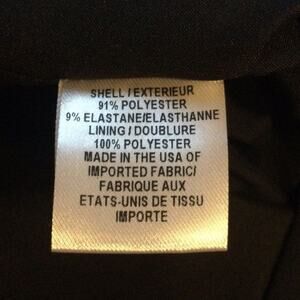 SHELL / EXTERIEUR
91% POLYESTER
9% ELASTANE/ELASTHANNE
LINING / DOUBLURE
100% POLYESTER
MADE IN THE USA OF
IMPORTED FABRIC/
FABRIQUE AUX
ETATS-UNIS DE TISSU
IMPORTE